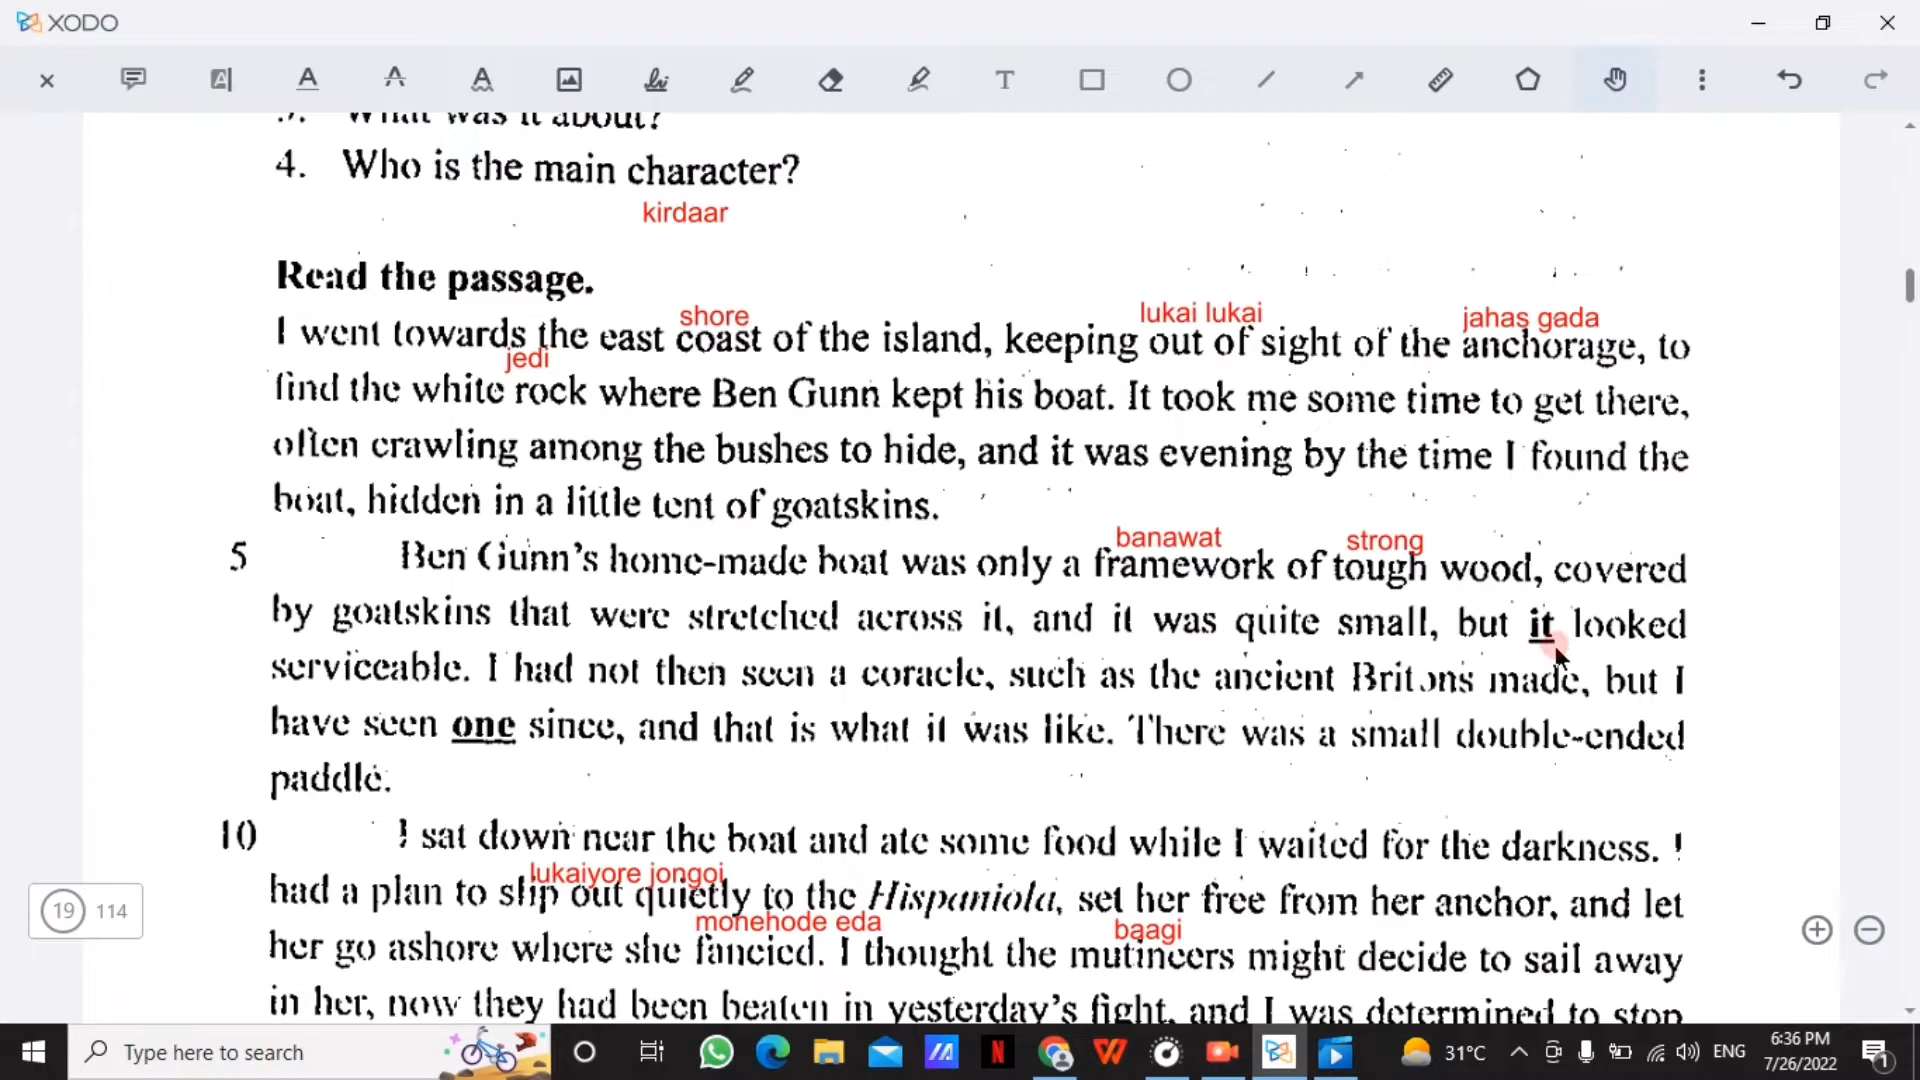 XODO
3. What was it about?
4. Who is the main character?
kirdaar
Read the passage.
shore lukai lukai jahas gada
I went towards the east coast of the island, keeping out of sight of the anchorage, to
jedi
find the white rock where Ben Gunn kept his boat. It took me some time to get there,
often crawling among the bushes to hide, and it was evening by the time I found the
boat, hidden in a little tent of goatskins.
banawat strong
5 Ben Gunn's home-made boat was only a framework of tough wood, covered
by goatskins that were stretched across it, and it was quite small, but it looked
serviceable. I had not then seen a coracle, such as the ancient Britons made, but I
have seen one since, and that is what it was like. There was a small double-ended
paddle.
10 I sat down near the boat and ate some food while I waited for the darkness. I
lukaiyore jongoi
had a plan to slip out quietly to the Hispaniola, set her free from her anchor, and let
monehode eda baagi
her go ashore where she fancied. I thought the mutineers might decide to sail away
in her, now they had been beaten in yesterday's fight, and I was determined to stop
19 114
Type here to search
31°C
ENG
6:36 PM
7/26/2022
1